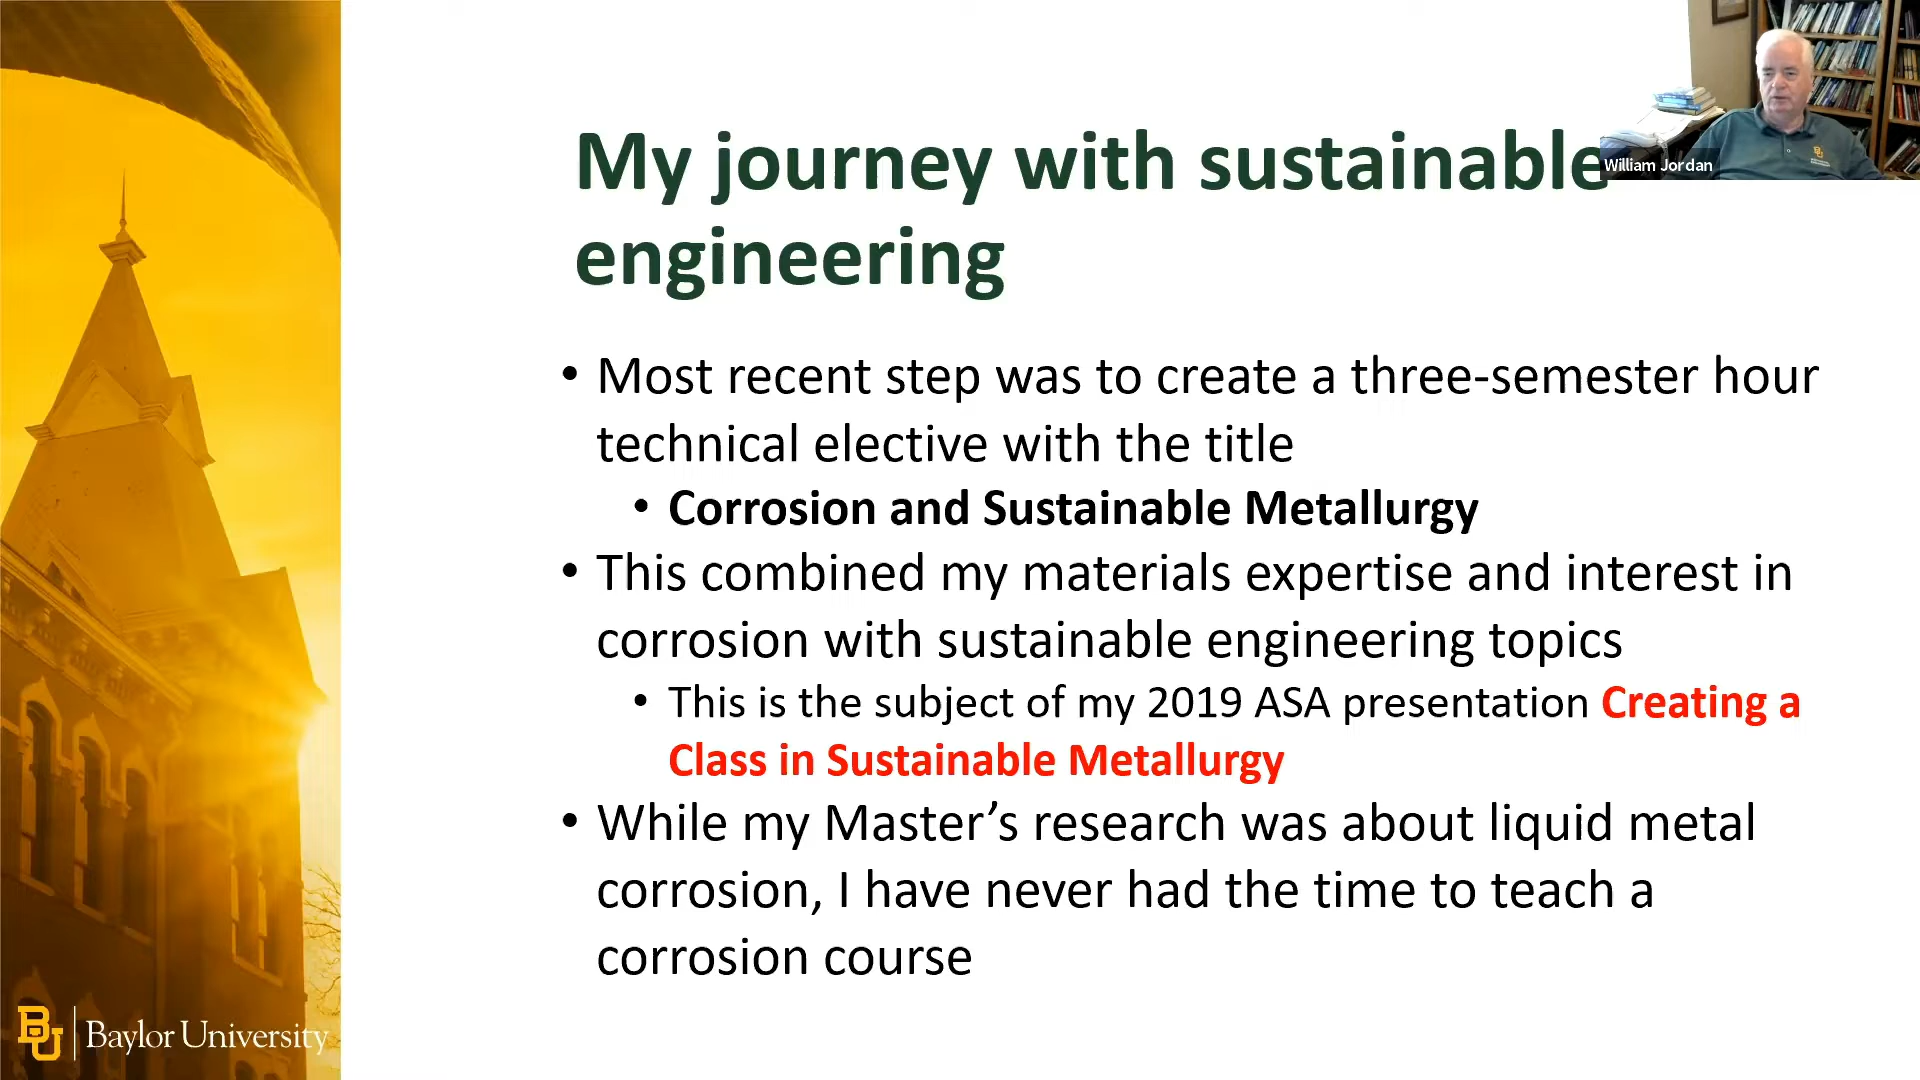 My journey with sustainable
William Jordan
engineering
• Most recent step was to create a three-semester hour
technical elective with the title
• Corrosion and Sustainable Metallurgy
• This combined my materials expertise and interest in
corrosion with sustainable engineering topics
• This is the subject of my 2019 ASA presentation Creating a
Class in Sustainable Metallurgy
• While my Master’s research was about liquid metal
corrosion, I have never had the time to teach a
corrosion course
BU | Baylor University